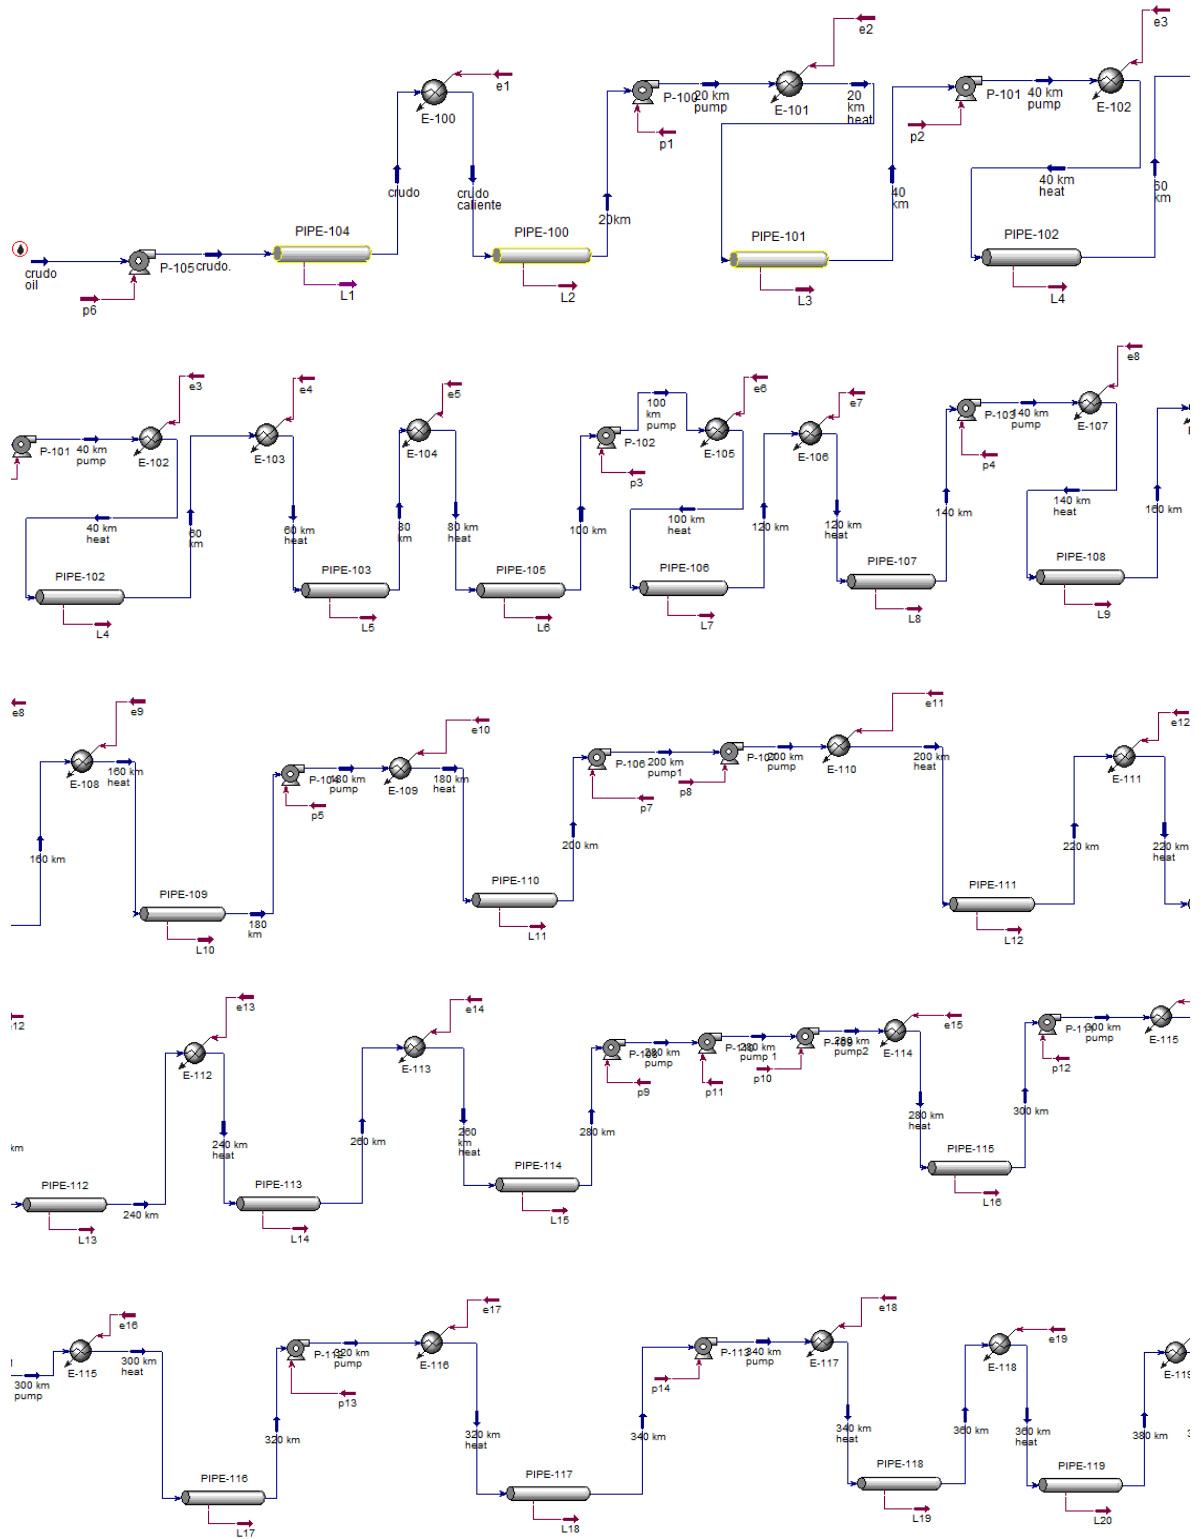 e1
e2
e3
E-100
P-100
20 km
pump
E-101
20
km
heat
P-101
40 km
pump
E-102
p1
p2
crudo
crudo
caliente
20km
40
km
40 km
heat
60
km
crudo
oil
P-105
crudo.
PIPE-104
PIPE-100
PIPE-101
PIPE-102
p6
L1
L2
L3
L4
e3
e4
e5
e6
e7
e8
P-101
40 km
pump
E-102
E-103
E-104
100
km
pump
P-102
E-105
E-106
P-103
140 km
pump
E-107
p3
p4
40 km
heat
60
km
60 km
heat
80
km
80 km
heat
100 km
100 km
heat
120 km
120 km
heat
140 km
140 km
heat
160 km
PIPE-102
PIPE-103
PIPE-105
PIPE-106
PIPE-107
PIPE-108
L4
L5
L6
L7
L8
L9
e8
e9
e10
e11
e12
E-108
160 km
heat
P-104
180 km
pump
E-109
180 km
heat
P-106
200 km
pump1
200 km
pump
E-110
200 km
heat
E-111
p5
p7
p8
160 km
200 km
220 km
220 km
heat
PIPE-109
PIPE-110
PIPE-111
180
km
L10
L11
L12
e13
e14
e15
E-112
E-113
280 km
pump
280 km
pump 1
280 km
pump2
E-114
300 km
pump
E-115
p9
p11
p10
p12
km
240 km
heat
260 km
260
km
heat
280 km
280 km
heat
300 km
PIPE-112
PIPE-113
PIPE-114
PIPE-115
240 km
L13
L14
L15
L16
e16
e17
e18
e19
300 km
pump
E-115
300 km
heat
P-112
320 km
pump
E-116
P-113
340 km
pump
E-117
E-118
E-119
p13
p14
320 km
320 km
heat
340 km
340 km
heat
360 km
360 km
heat
380 km
PIPE-116
PIPE-117
PIPE-118
PIPE-119
L17
L18
L19
L20